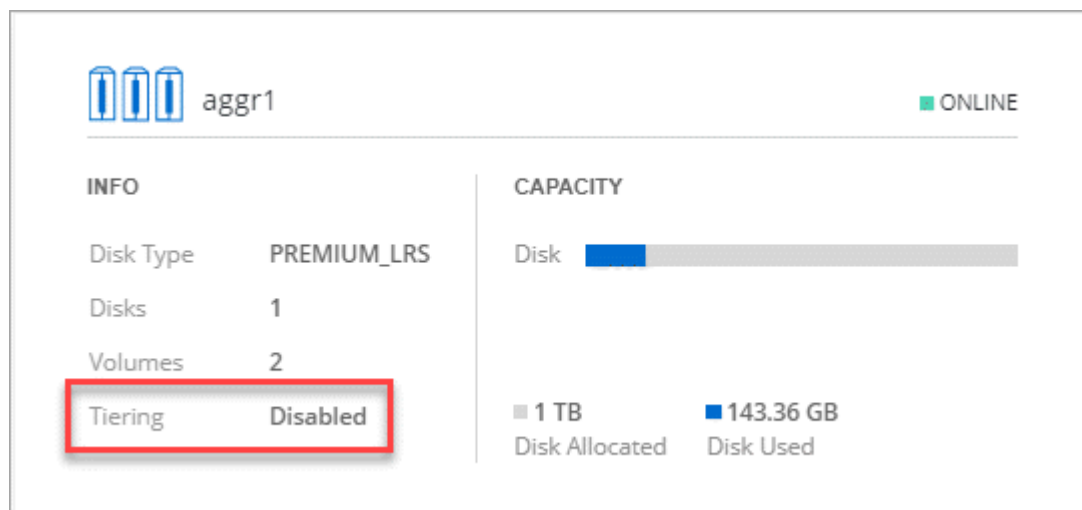 aggr1
ONLINE
INFO
Disk Type PREMIUM_LRS
Disks 1
Volumes 2
Tiering Disabled
CAPACITY
Disk
1 TB
Disk Allocated
143.36 GB
Disk Used